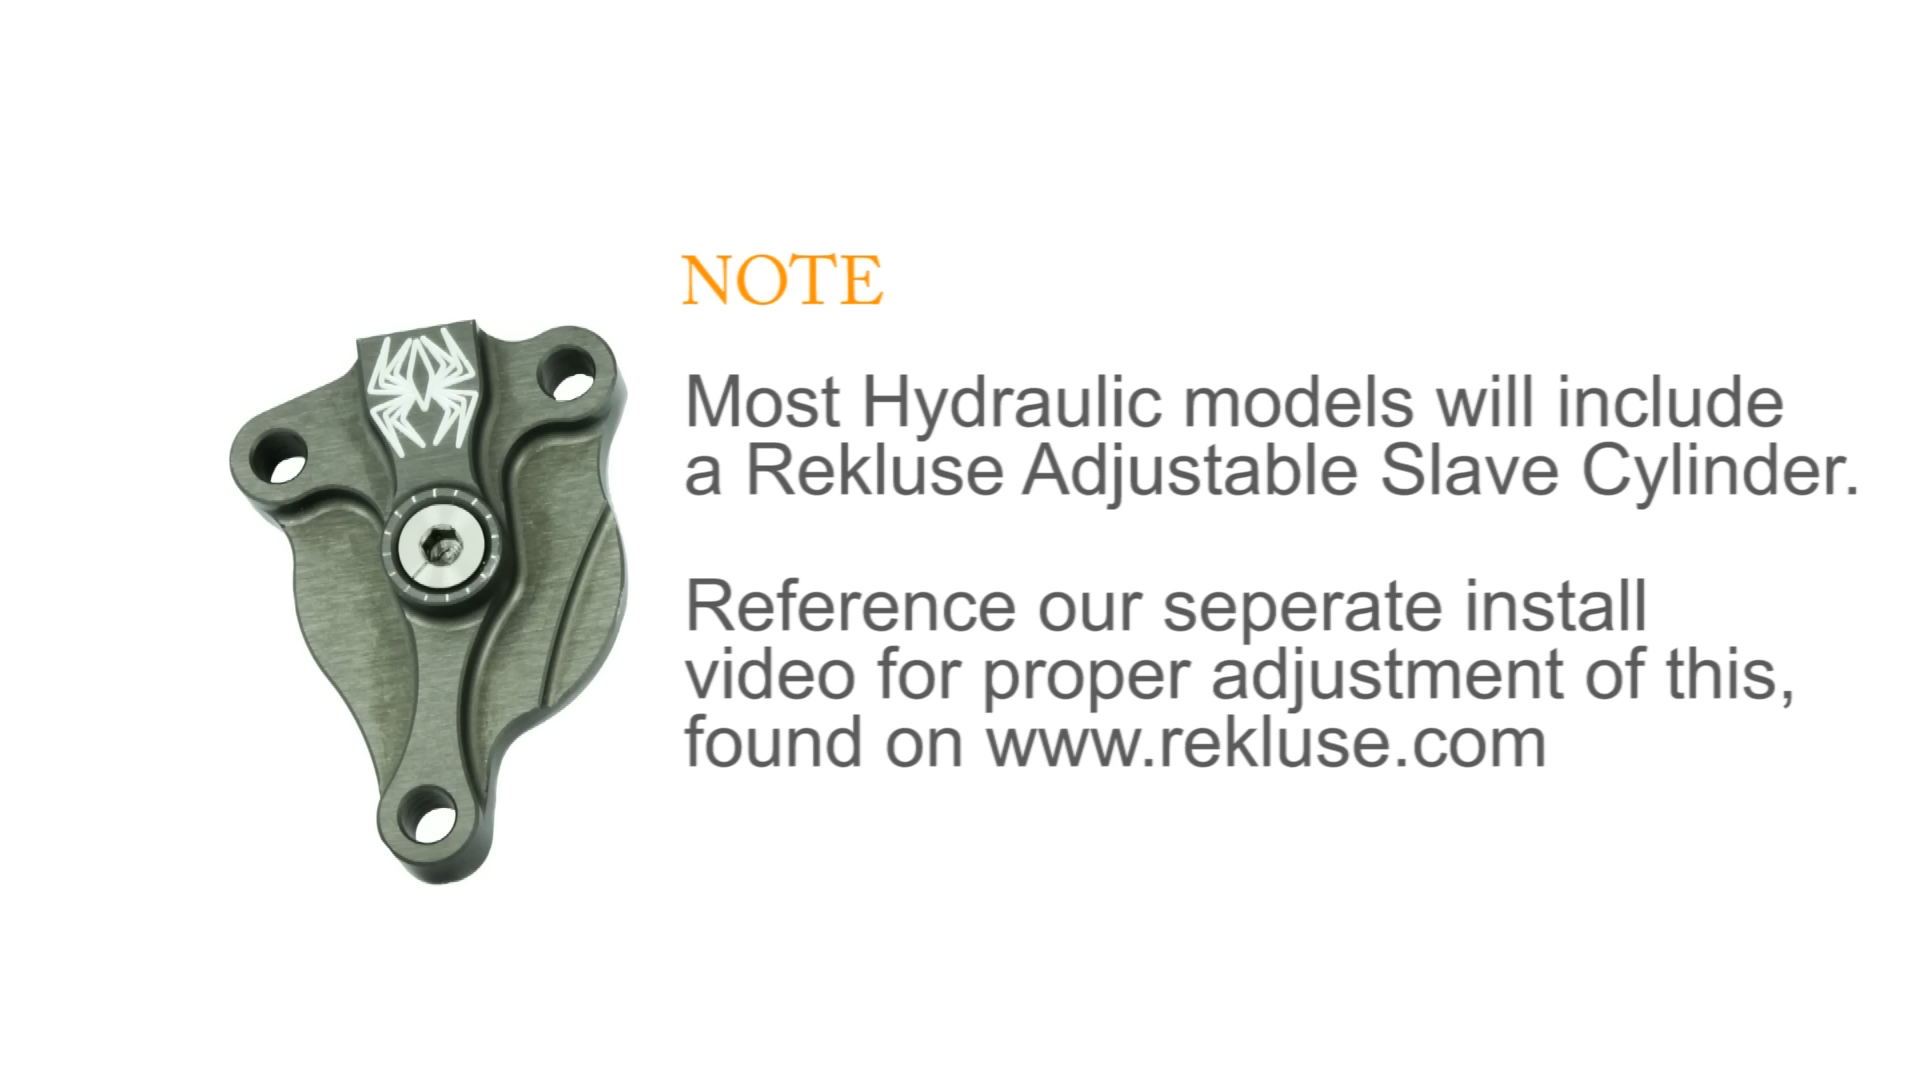 NOTE
Most Hydraulic models will include
a Rekluse Adjustable Slave Cylinder.
Reference our seperate install
video for proper adjustment of this,
found on www.rekluse.com